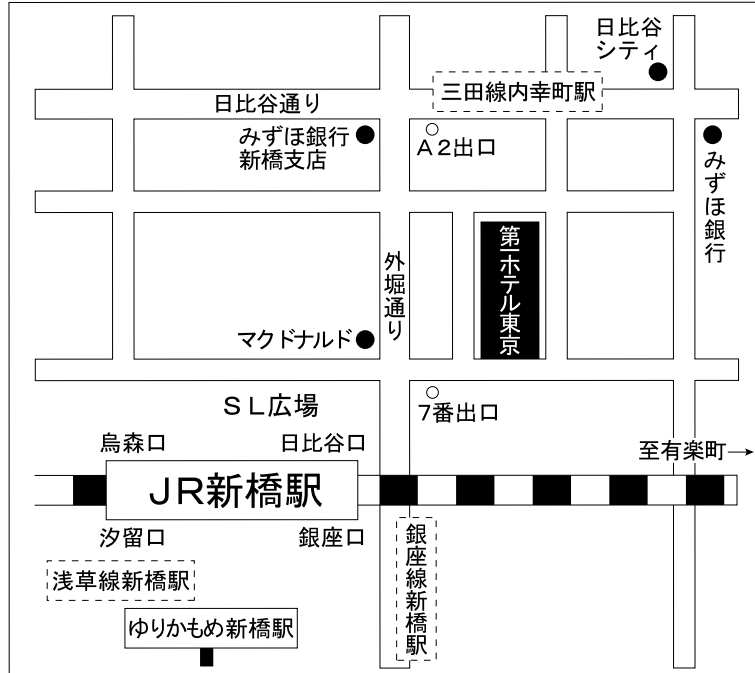 日比谷
シティ
三田線内幸町駅
日比谷通り
みずほ銀行
新橋支店
A2出口
みずほ銀行
第一ホテル東京
外堀通り
マクドナルド
SL広場
7番出口
烏森口
日比谷口
至有楽町→
JR新橋駅
汐留口
銀座口
銀座線新橋駅
浅草線新橋駅
ゆりかもめ新橋駅